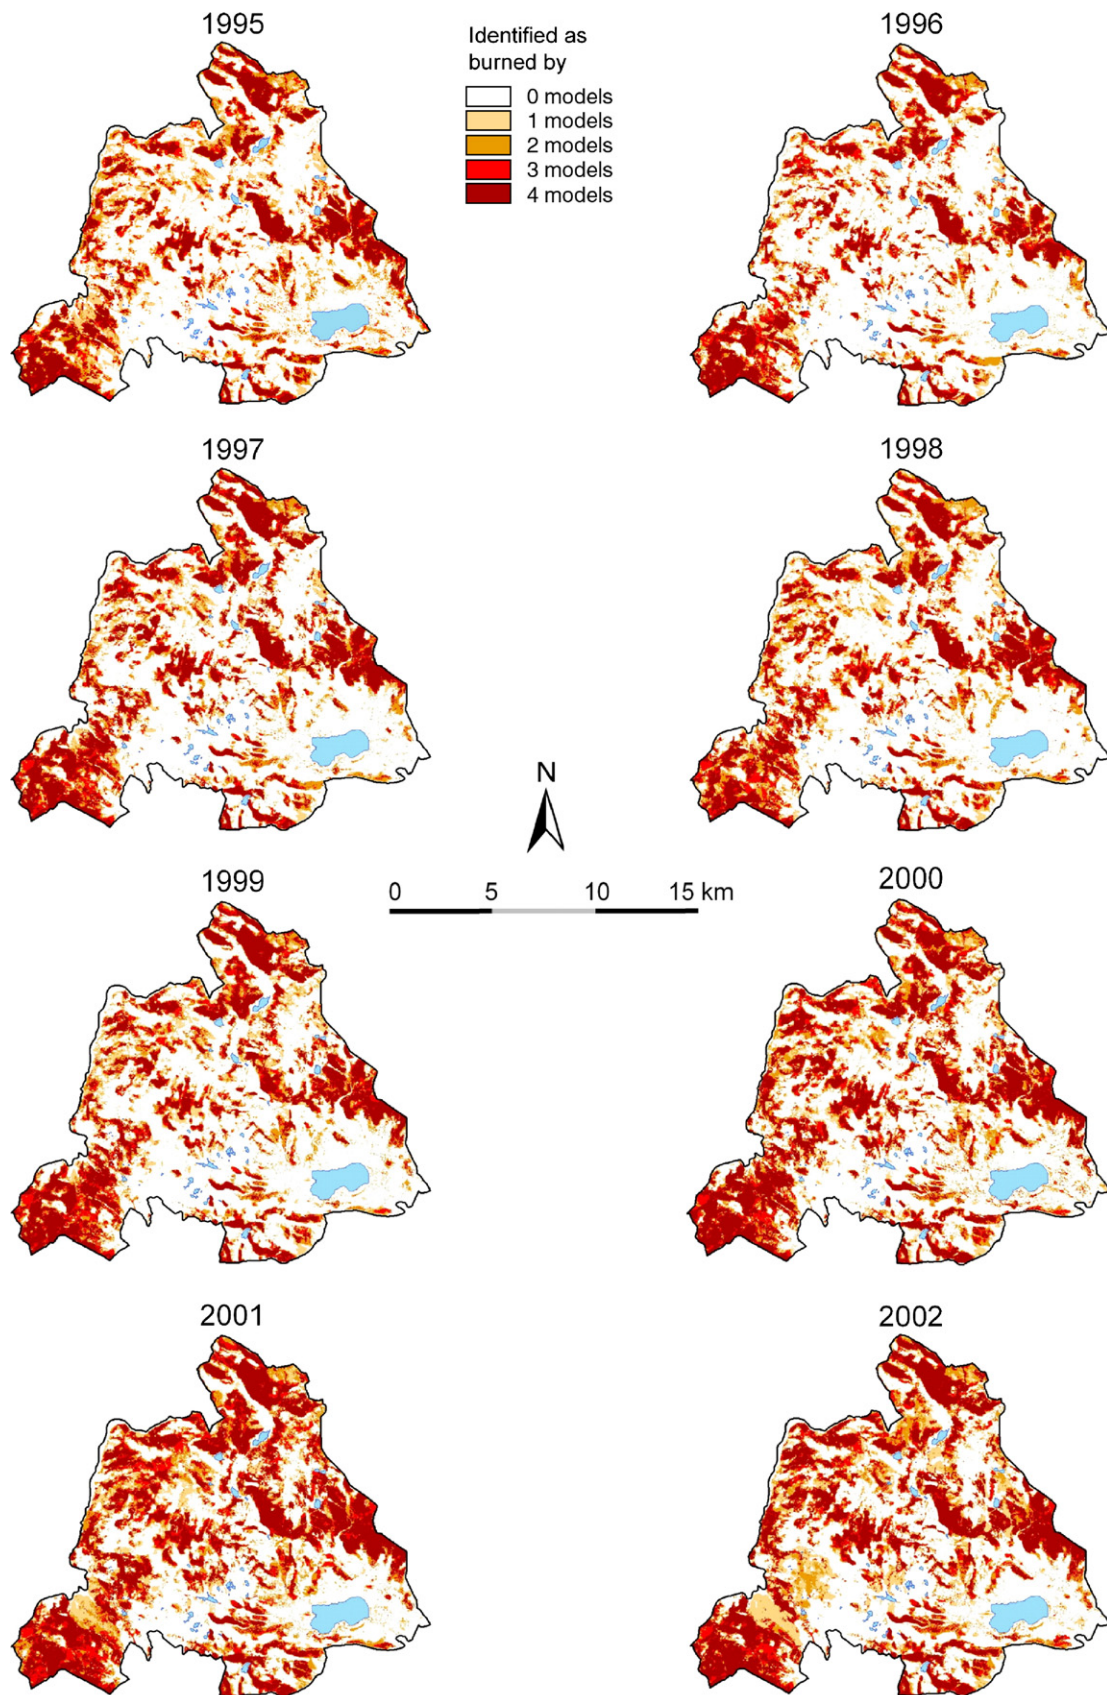 1995
Identified as
burned by
0 models
1 models
2 models
3 models
4 models
1996
1997
1998
N
1999
0 5 10 15 km
2000
2001
2002